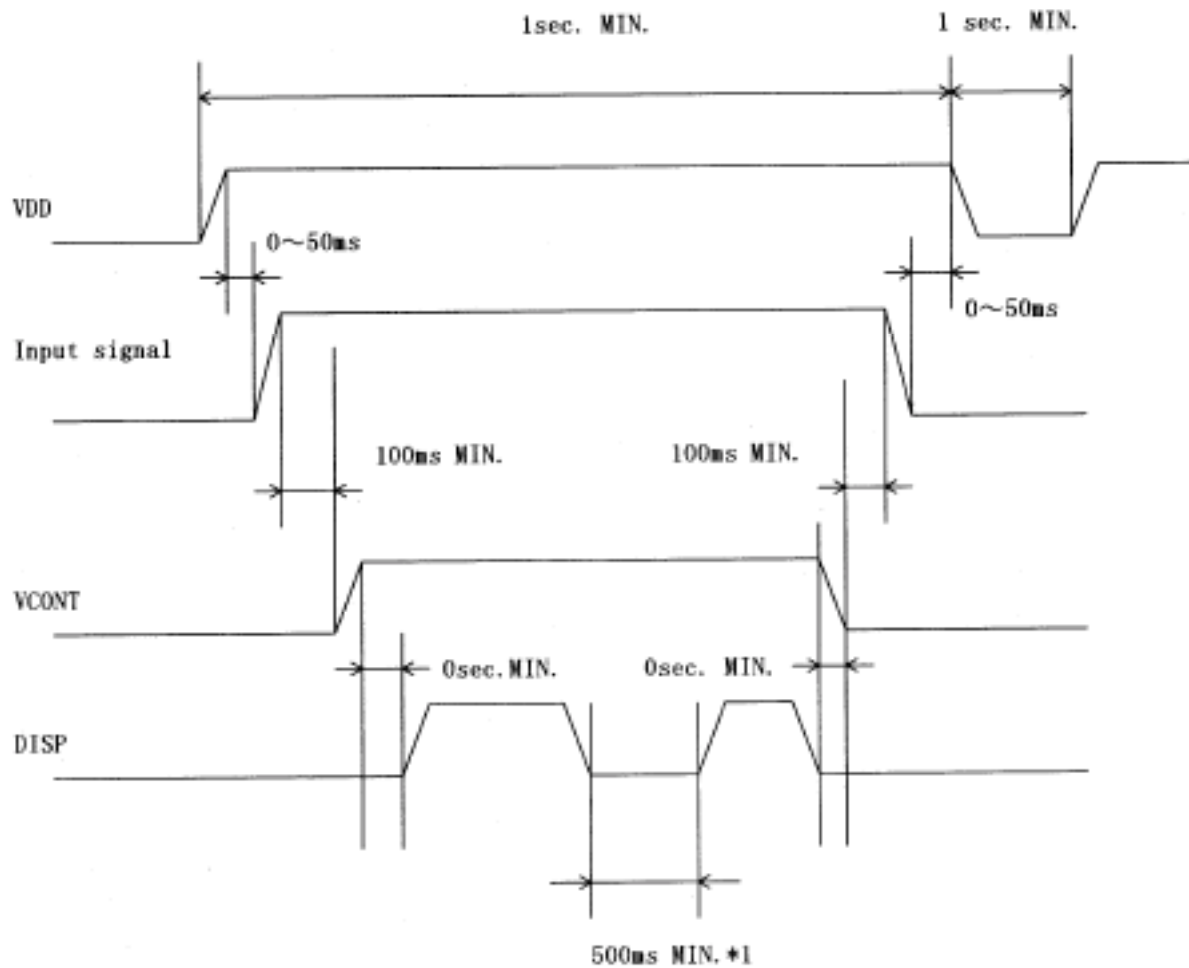 1sec. MIN.
1 sec. MIN.
VDD
0～50ms
0～50ms
Input signal
100ms MIN.
100ms MIN.
VCONT
0sec.MIN.
0sec. MIN.
DISP
500ms MIN.*1